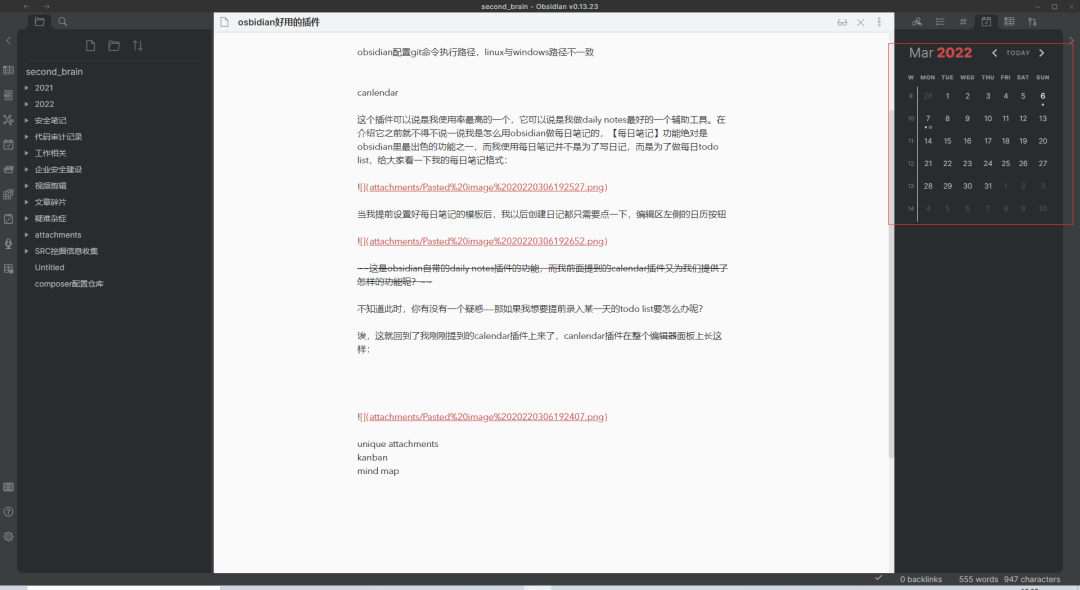 second_brain - Obsidian v0.13.23
osbidian好用的插件
second_brain
2021
2022
安全笔记
代码审计记录
工作相关
企业安全建设
视频剪辑
文章碎片
疑难杂症
attachments
SRC挖掘信息收集
Untitled
composer配置仓库
obsidian配置git命令执行路径，linux与windows路径不一致
canlendar
这个插件可以说是我使用率最高的一个，它可以说是我做daily notes最好的一个辅助工具。在
介绍它之前就不得不说一说我是怎么用obsidian做每日笔记的，【每日笔记】功能绝对是
obsidian里最出色的功能之一，而我使用每日笔记并不是为了写日记，而是为了做每日todo
list，给大家看一下我的每日笔记格式：
![](attachments/Pasted%20image%2020220306192527.png)
当我提前设置好每日笔记的模板后，我以后创建日记都只需要点一下，编辑区左侧的日历按钮
![](attachments/Pasted%20image%2020220306192652.png)
~~这是obsidian自带的daily notes插件的功能，而我前面提到的calendar插件又为我们提供了
怎样的功能呢？~~
不知道此时，你有没有一个疑惑——那如果我想要提前录入某一天的todo list要怎么办呢？
诶，这就回到了我刚刚提到的calendar插件上来了，canlendar插件在整个编辑器面板上长这
样：
![](attachments/Pasted%20image%2020220306192407.png)
unique attachments
kanban
mind map
Mar 2022
TODAY
W MON TUE WED THU FRI SAT SUN
9 28 1 2 3 4 5 6
10 7 8 9 10 11 12 13
11 14 15 16 17 18 19 20
12 21 22 23 24 25 26 27
13 28 29 30 31 1 2 3
14 4 5 6 7 8 9 10
0 backlinks 555 words 947 characters